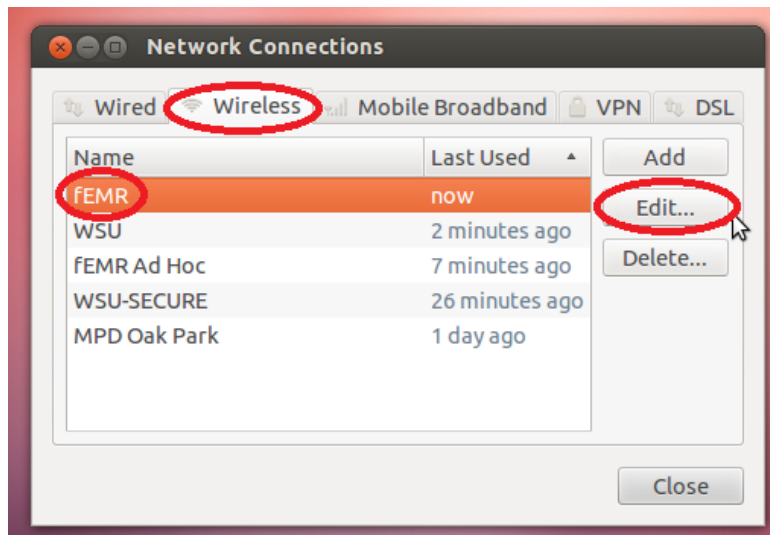 Network Connections
Wired Wireless Mobile Broadband VPN DSL
Name Last Used Add
fEMR now Edit...
WSU 2 minutes ago
fEMR Ad Hoc 7 minutes ago Delete...
WSU-SECURE 26 minutes ago
MPD Oak Park 1 day ago
Close